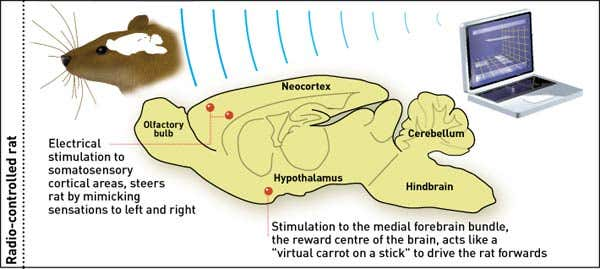 Radio-controlled rat
Neocortex
Olfactory
bulb
Cerebellum
Electrical
stimulation to
somatosensory
cortical areas, steers
rat by mimicking
sensations to left and right
Hypothalamus
Hindbrain
Stimulation to the medial forebrain bundle,
the reward centre of the brain, acts like a
"virtual carrot on a stick" to drive the rat forwards